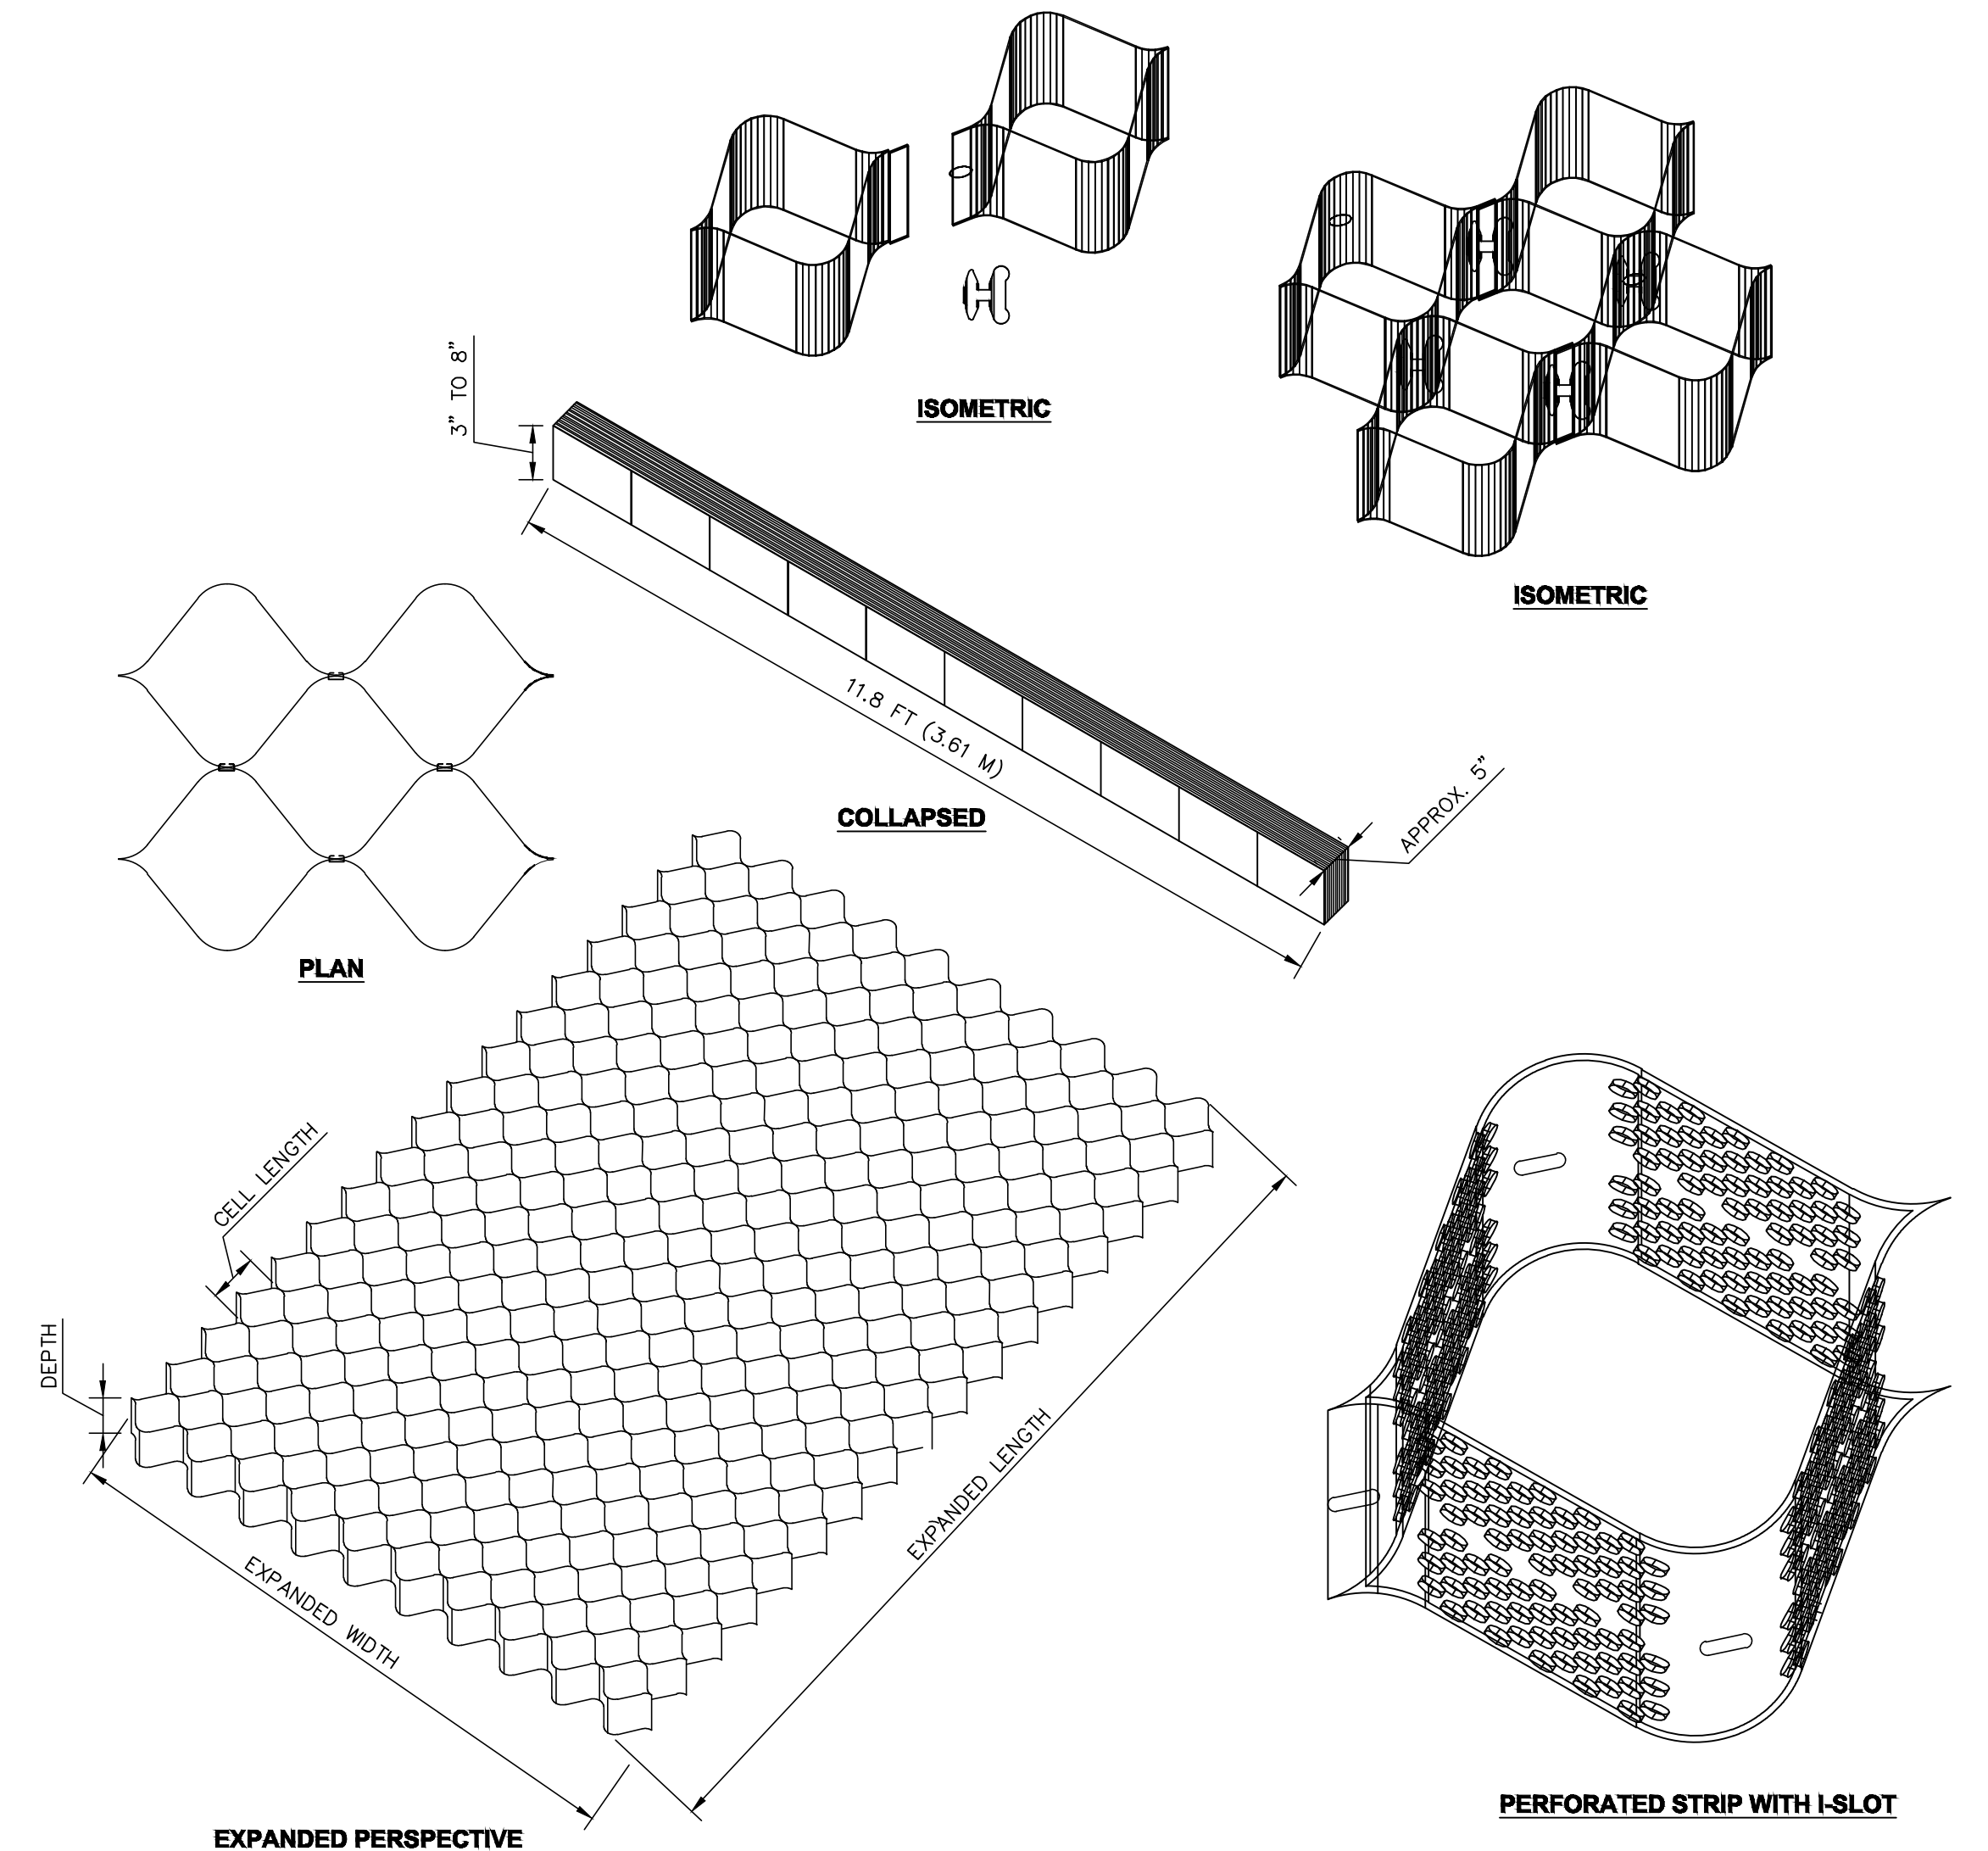 3” TO 8”
ISOMETRIC
ISOMETRIC
11.8 FT (3.61 M)
APPROX. 5”
COLLAPSED
PLAN
CELL LENGTH
DEPTH
EXPANDED LENGTH
EXPANDED WIDTH
PERFORATED STRIP WITH I-SLOT
EXPANDED PERSPECTIVE